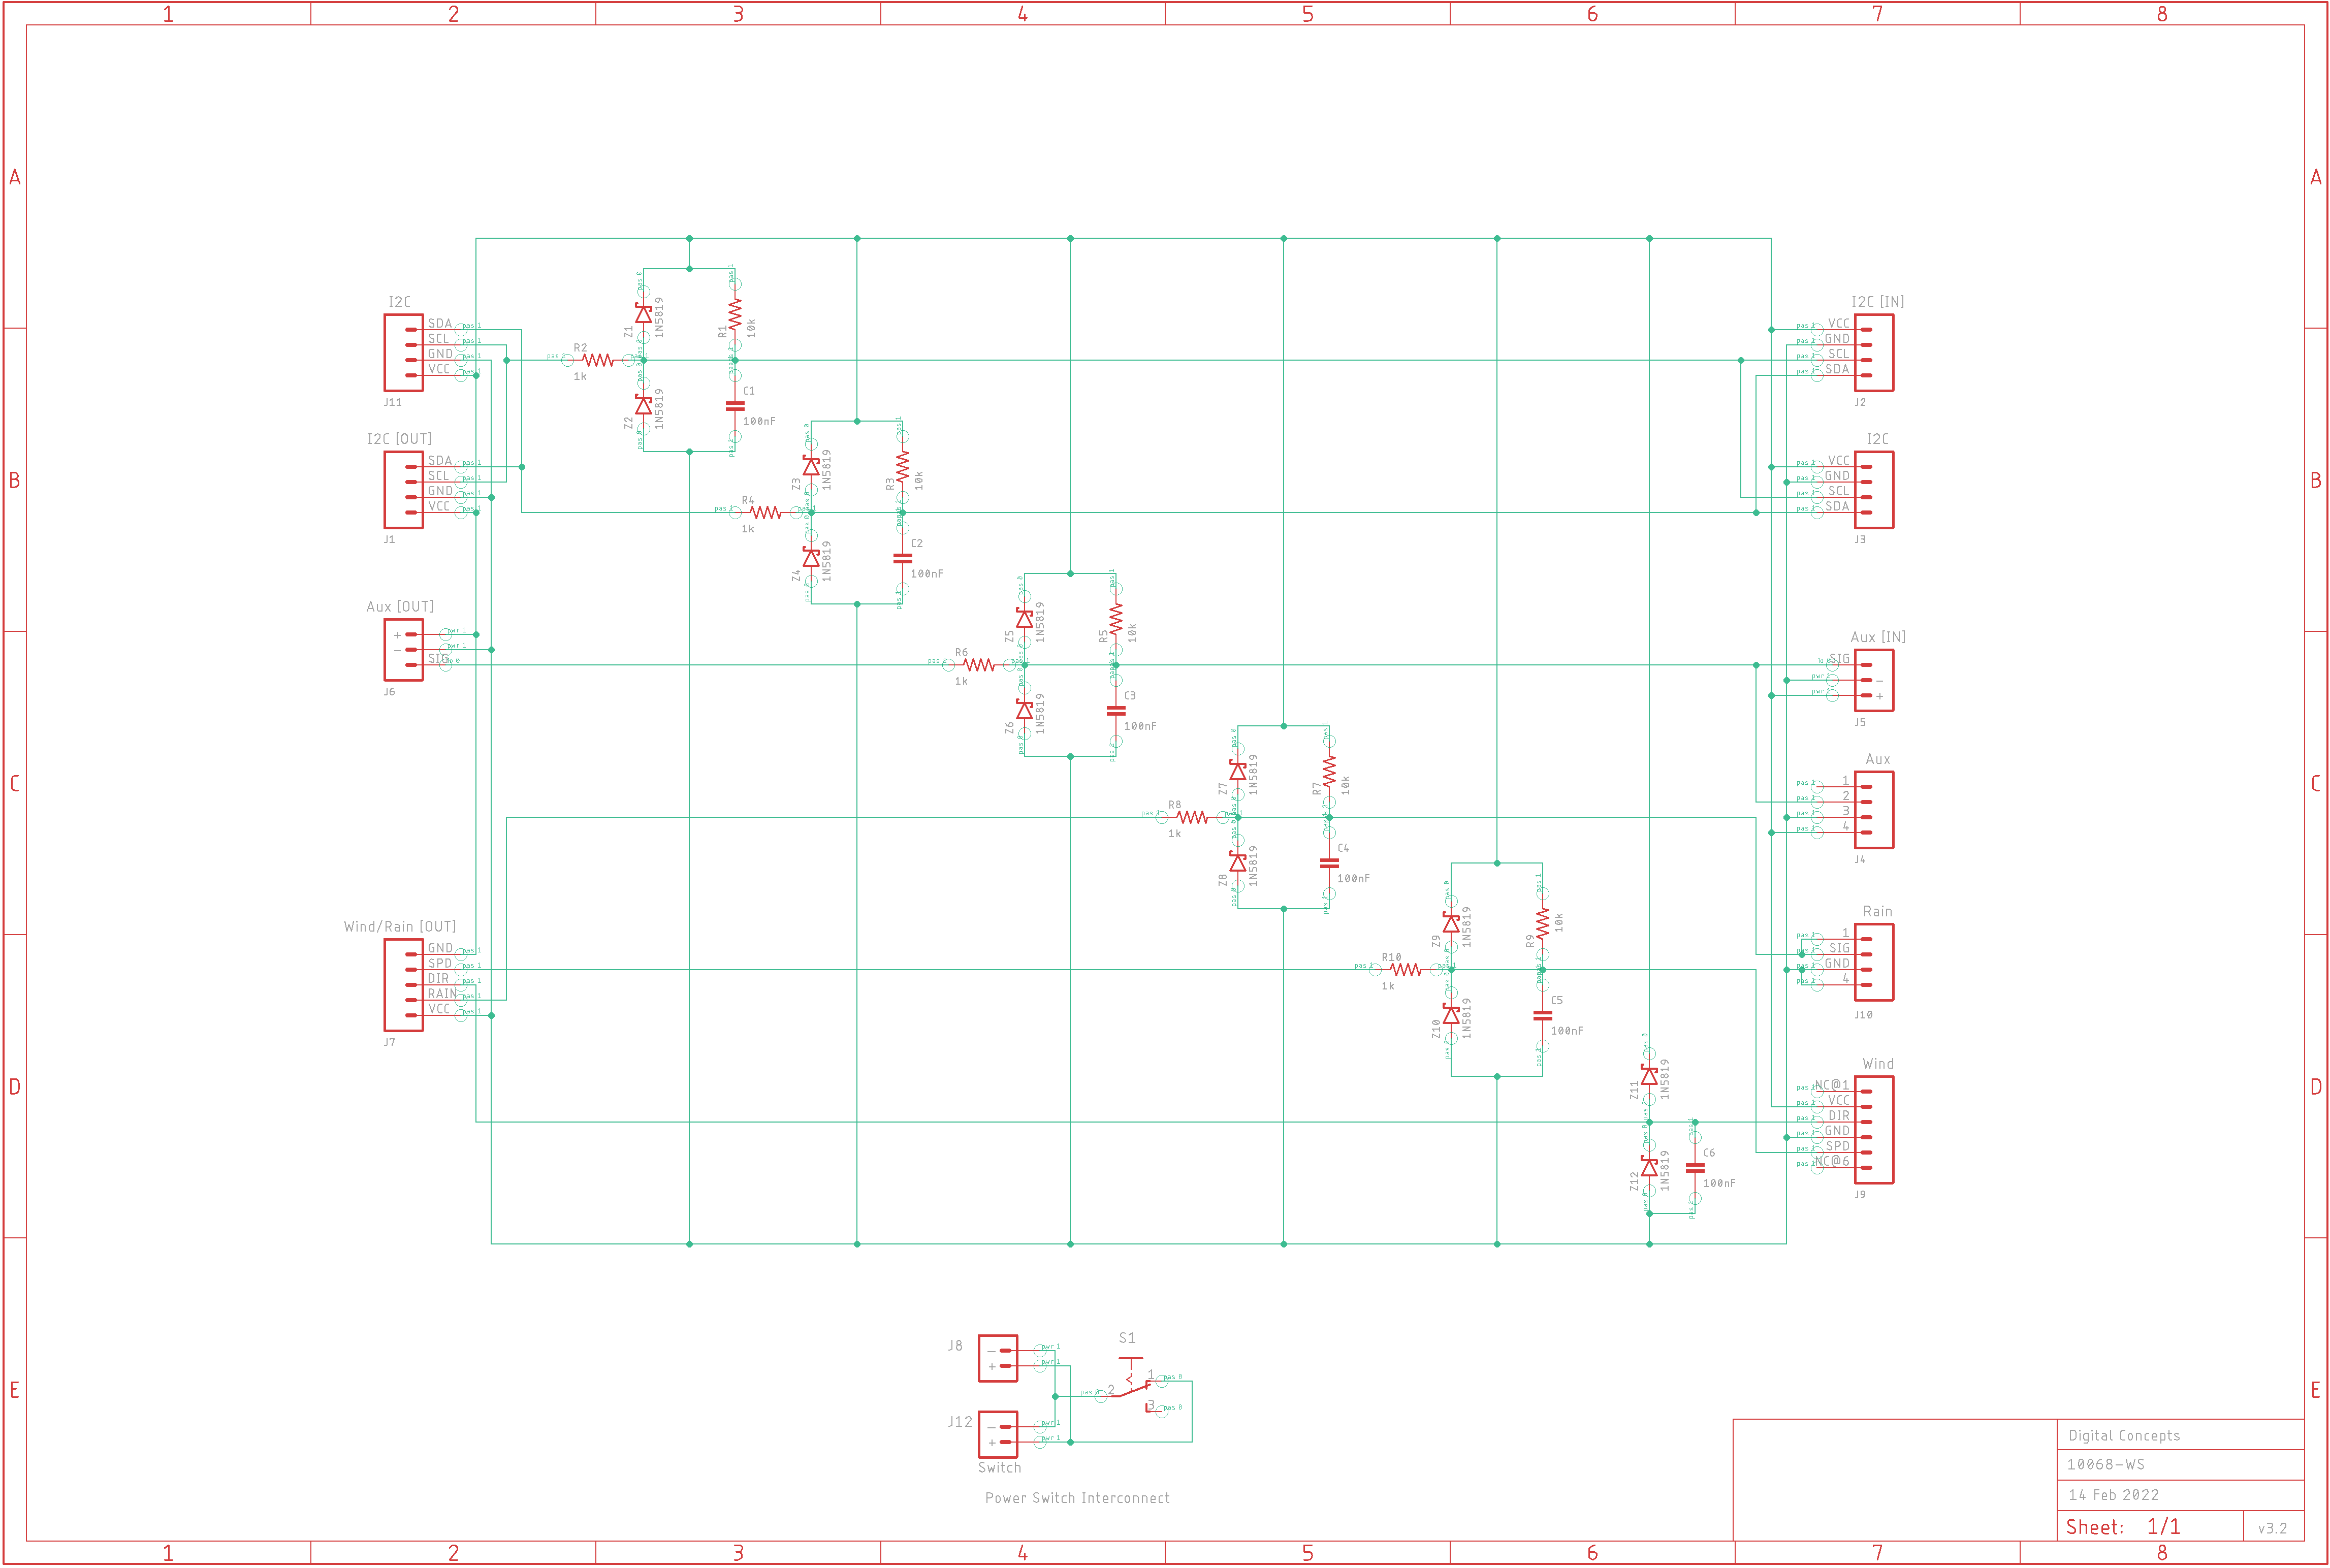 1 2 3 4 5 6 7 8
A A
I2C
SDA
SCL
GND
VCC
J11
R2
1k
Z1
1N5819
R1
10k
Z2
1N5819
C1
100nF
I2C [IN]
VCC
GND
SCL
SDA
J2
B B
I2C [OUT]
SDA
SCL
GND
VCC
J1
R4
1k
Z3
1N5819
R3
10k
Z4
1N5819
C2
100nF
I2C
VCC
GND
SCL
SDA
J3
Aux [OUT]
+
-
SIG
J6
R6
1k
Z5
1N5819
R5
10k
Z6
1N5819
C3
100nF
Aux [IN]
SIG
-
+
J5
C C
R8
1k
Z7
1N5819
R7
10k
Z8
1N5819
C4
100nF
Aux
1
2
3
4
J4
Wind/Rain [OUT]
GND
SPD
DIR
RAIN
VCC
J7
R10
1k
Z9
1N5819
R9
10k
Z10
1N5819
C5
100nF
Rain
1
SIG
GND
4
J10
D D
Z11
1N5819
Z12
1N5819
C6
100nF
Wind
NC@1
VCC
DIR
GND
SPD
NC@6
J9
E E
J8
-
+
S1
1
2
3
J12
-
+
Switch
Power Switch Interconnect
Digital Concepts
10068-WS
14 Feb 2022
Sheet: 1/1
v3.2
1 2 3 4 5 6 7 8